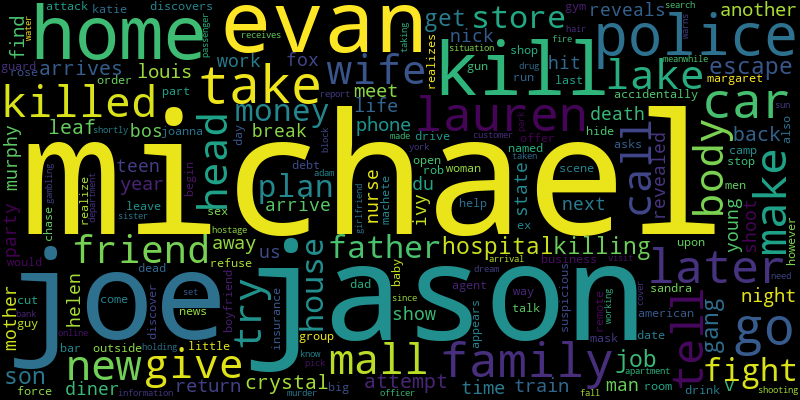 attack katie discovers
evan
gym search warns
home
passenger
store
reveals another
find water
get nick
fire hair
police
receives taking realizes
situation
meanwhile
guard rose arrives louis work fox wife
shop gun kill hit last
lake escape
order
meet
drug run
accidentally
margaret
killed take
part
life
lauren
death sun
car
leaf boss joanna head day money
phone made drive york customer offer park
hide also back
murphy teen break
block
open named asks call revealed body camp stop
michael
year begin
plan du rob woman taken scene
state next men young make
party realize department
debt adam
nurse machete girlfriend ivy help ex
shoot
chase gambling leave sister sex arrive
upon however
would
hostage
friend away us house father hospital killing
tell
joe try jason
dead refuse
baby dad since
business visit
later
mother helen come discover set boyfriend insurance
dream arrival
agent way suspicious remote cover
sandra need
cut news
show appears talk
mask working american night
guy bank online
group
date gang go
bar outside holding little
know pick mall family job
son new give crystal
apartment
fight
force diner return attempt time train man room
drink v
information murder big officer fall shooting
report